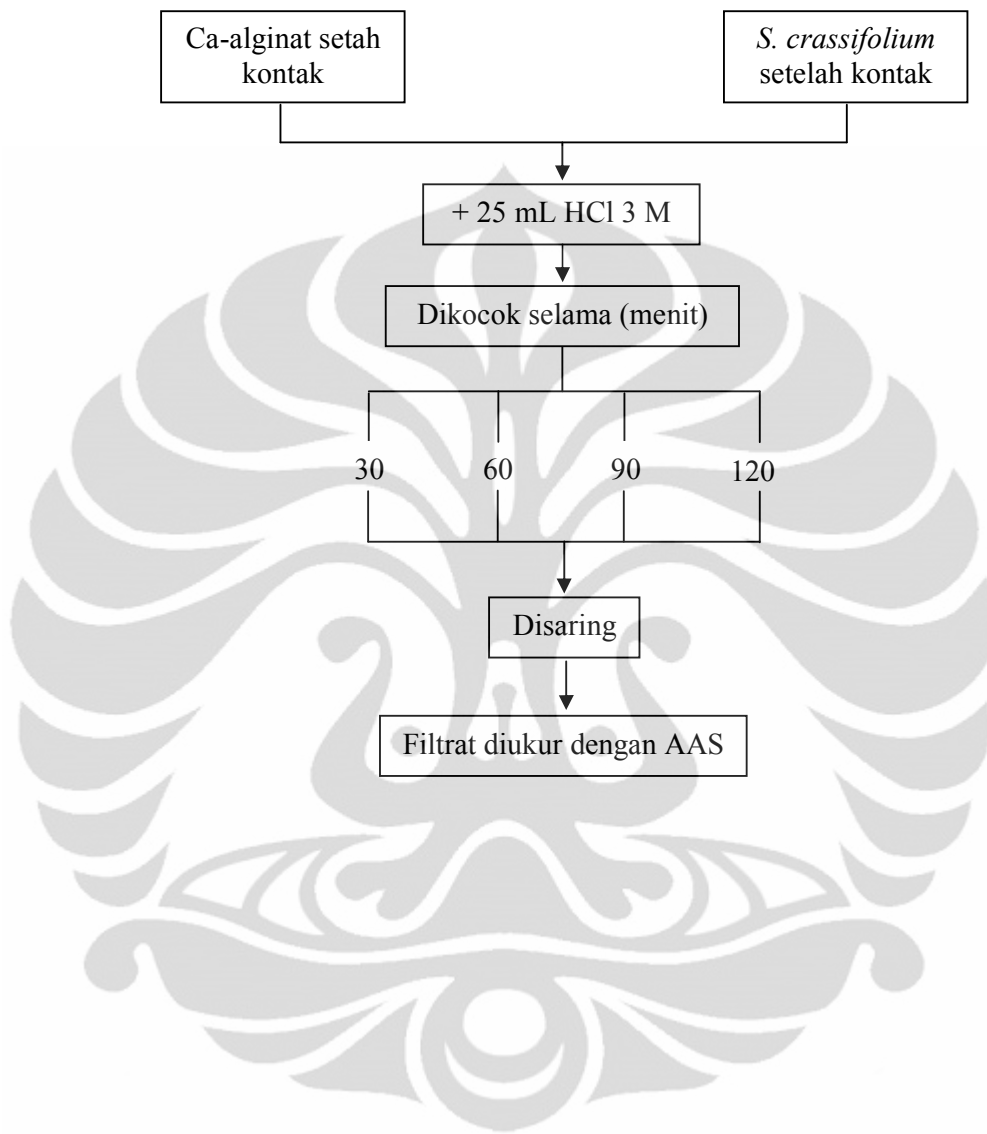 Ca-alginat setah
kontak
S. crassifolium
setelah kontak
+ 25 mL HCl 3 M
Dikocok selama (menit)
30 60 90 120
Disaring
Filtrat diukur dengan AAS